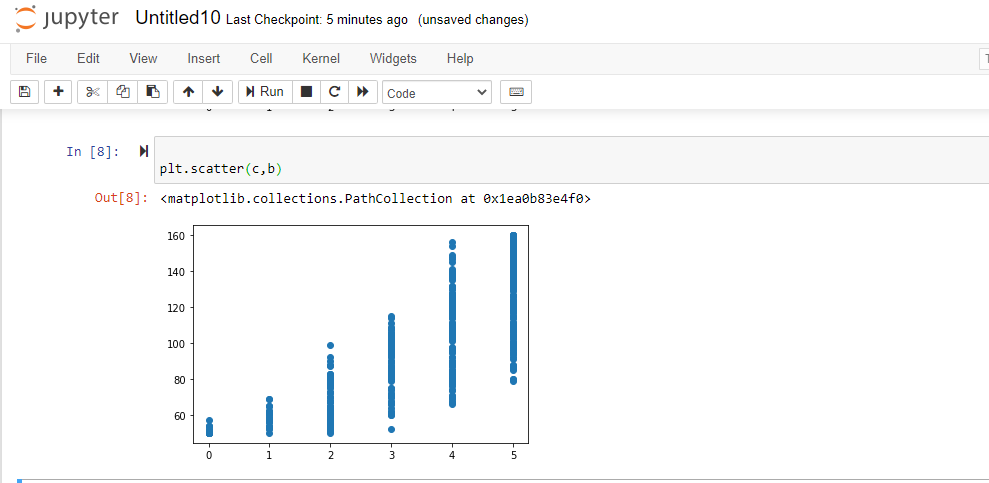 jupyter Untitled10 Last Checkpoint: 5 minutes ago (unsaved changes)
File Edit View Insert Cell Kernel Widgets Help
Run Code
In [8]:
plt.scatter(c,b)
Out[8]: <matplotlib.collections.PathCollection at 0x1ea0b83e4f0>
160
140
120
100
80
60
0 1 2 3 4 5